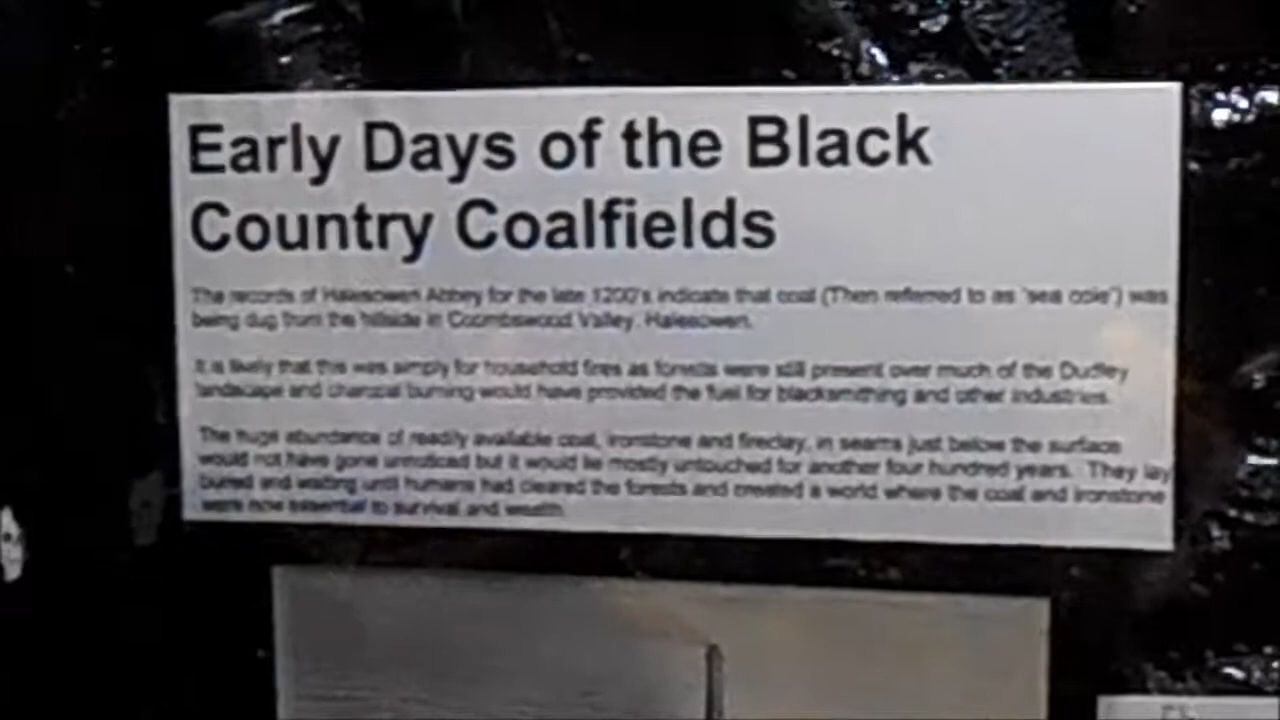 Early Days of the Black
Country Coalfields
The records of Halesowen Abbey for the late 1200's indicate that coal (Then referred to as 'sea cole') was
being dug from the hillside in Coombswood Valley, Halesowen.
It is likely that this was simply for household fires as forests were still present over much of the Dudley
landscape and charcoal burning would have provided the fuel for blacksmithing and other industries.
The huge abundance of readily available coal, ironstone and fireclay, in seams just below the surface
would not have gone unnoticed but it would lie mostly untouched for another four hundred years. They lay
buried and waiting until humans had cleared the forests and created a world where the coal and ironstone
were now essential to survival and wealth.